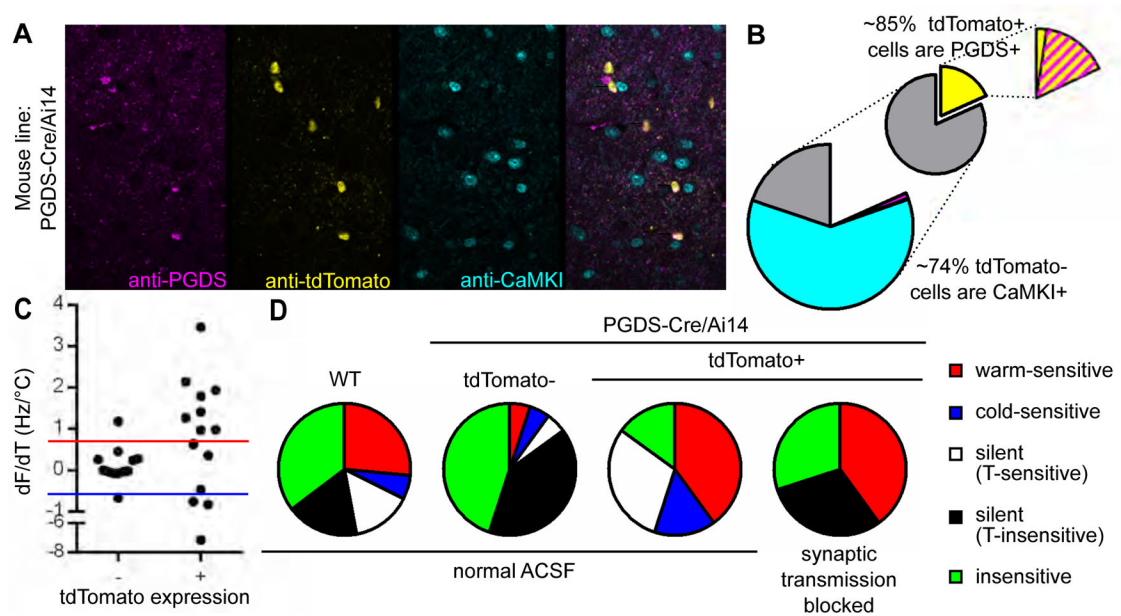 A
Mouse line:
PGDS-Cre/Ai14
anti-PGDS
anti-tdTomato
anti-CaMKI
B
~85% tdTomato+
cells are PGDS+
~74% tdTomato-
cells are CaMKI+
C
dF/dT (Hz/°C)
4
3
2
1
0
-1
-6
-8
-
+
tdTomato expression
D
PGDS-Cre/Ai14
tdTomato+
WT
tdTomato-
normal ACSF
synaptic
transmission
blocked
warm-sensitive
cold-sensitive
silent
(T-sensitive)
silent
(T-insensitive)
insensitive